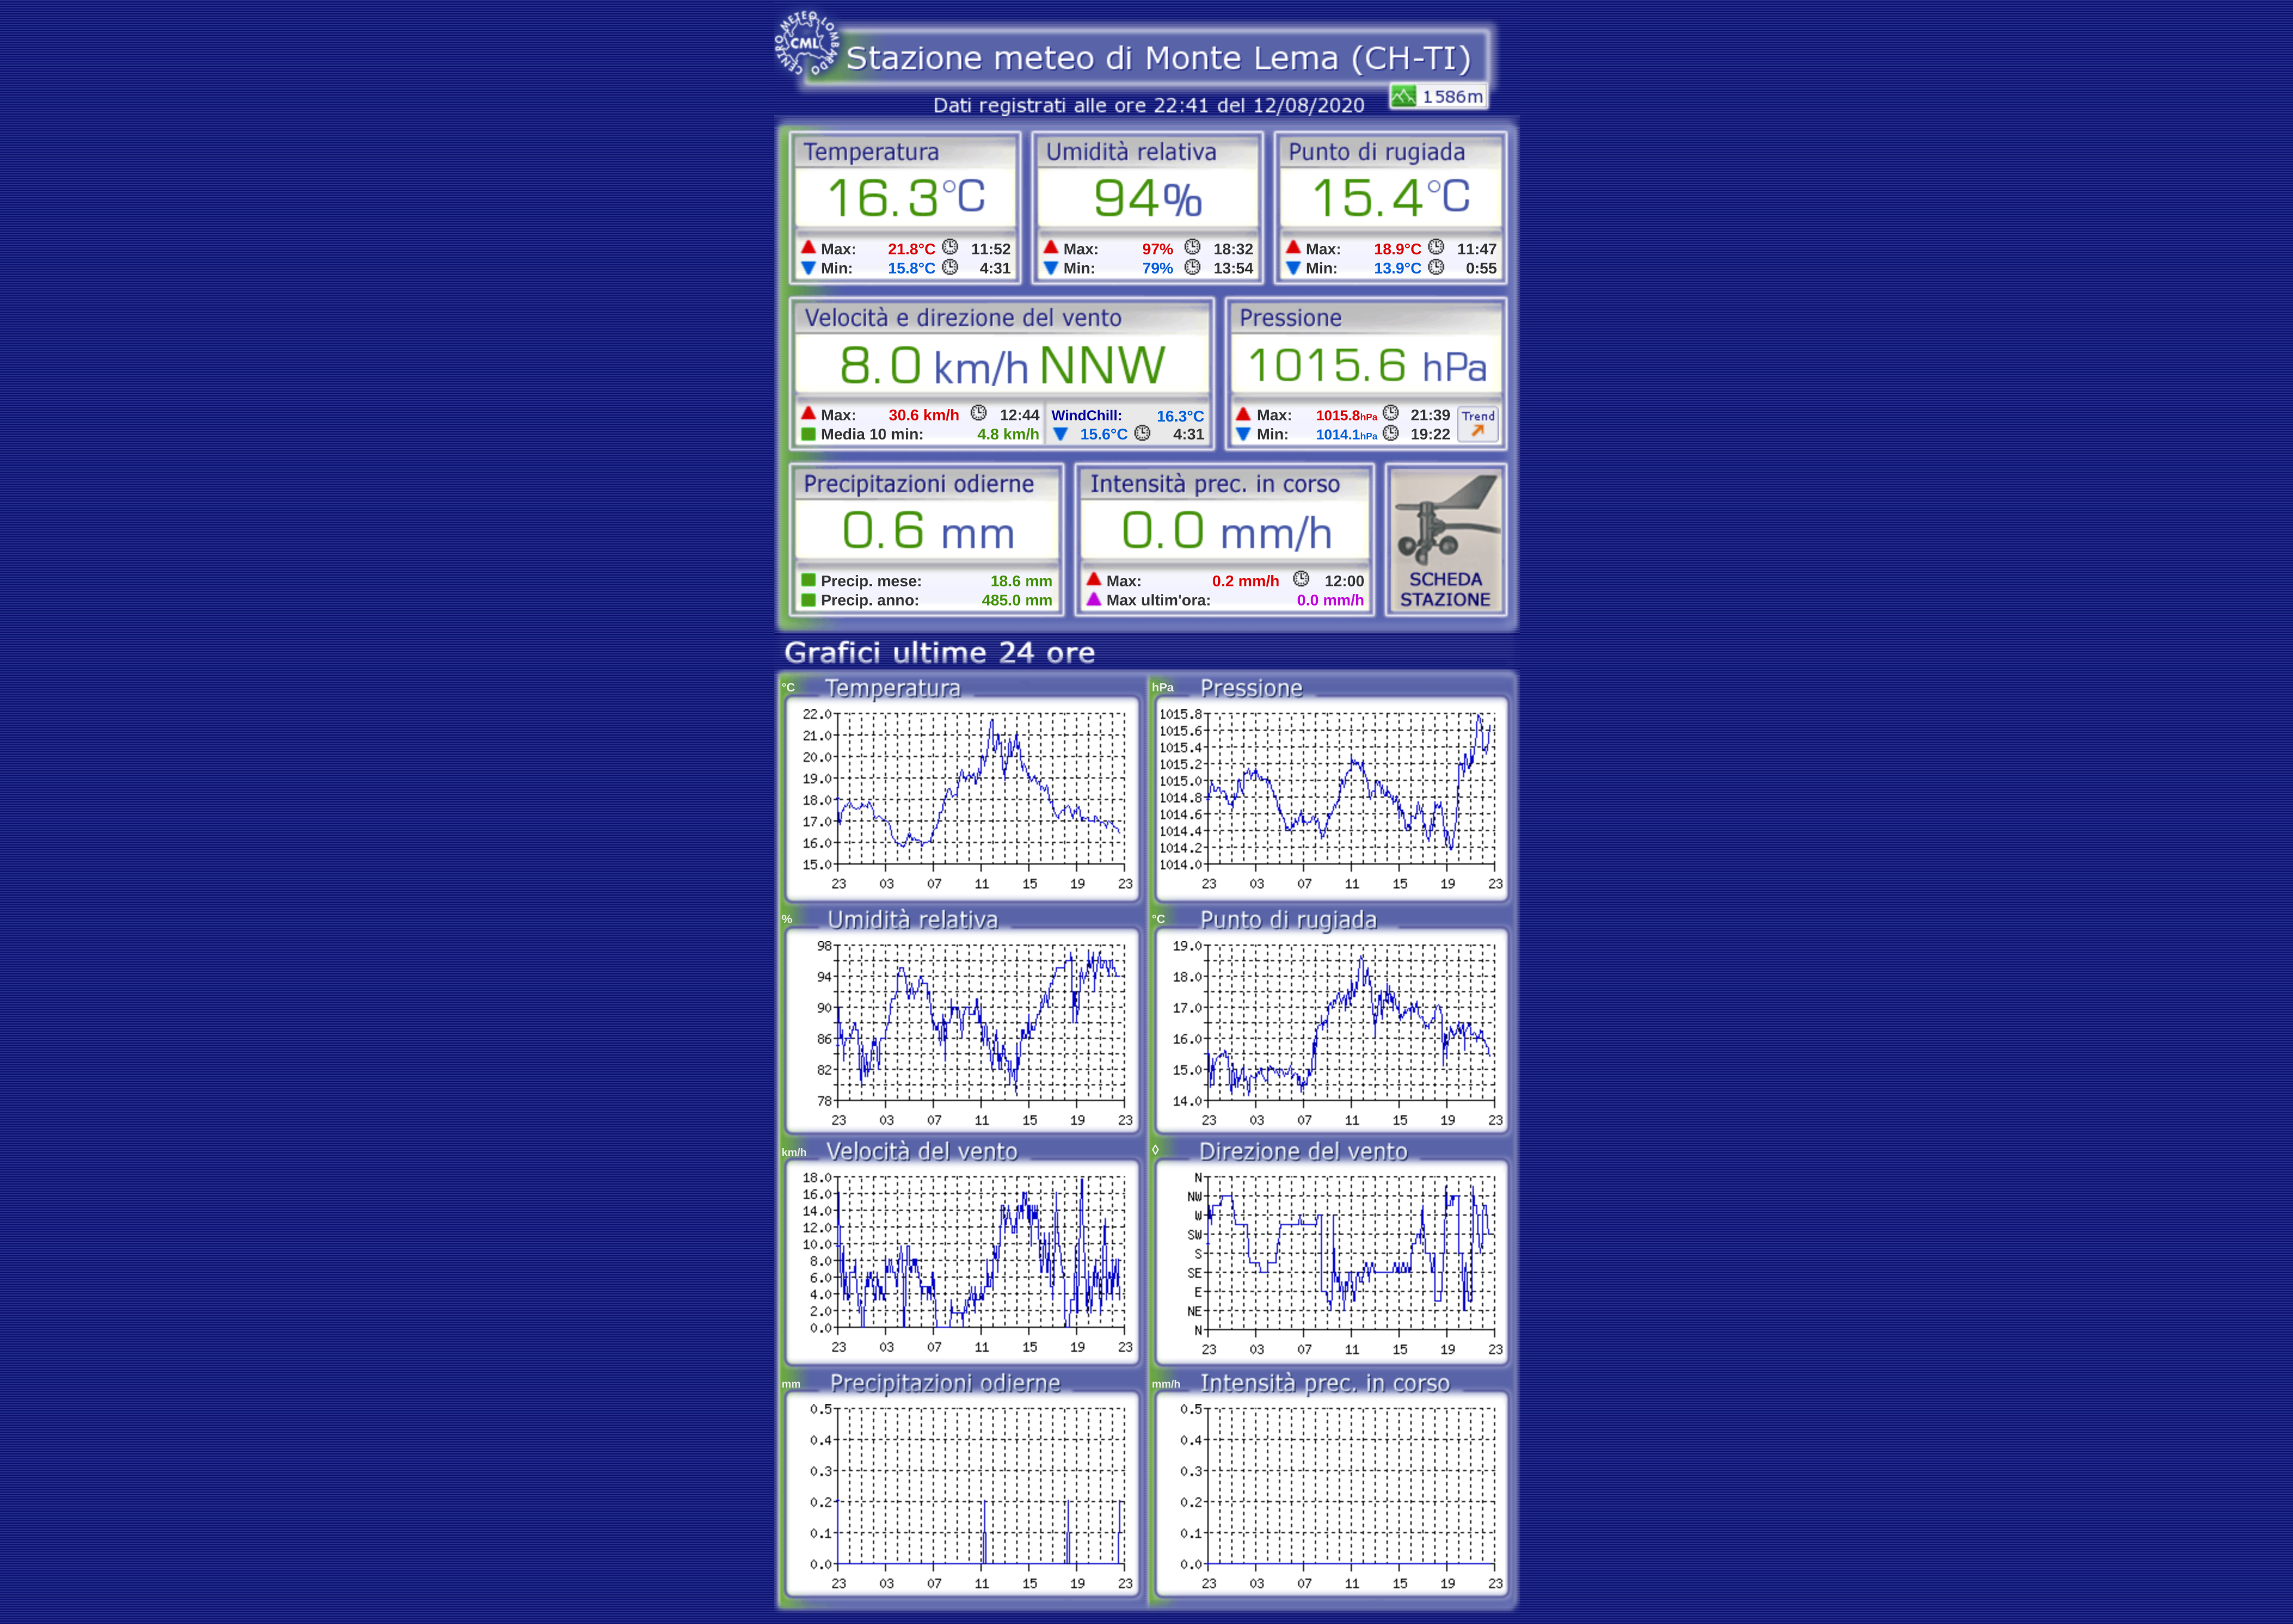 CENTRO METEO LOMBARDO
CML
Stazione meteo di Monte Lema (CH-TI)
1586m
Dati registrati alle ore 22:41 del 12/08/2020
Temperatura
16.3°C
Max: 21.8°C 11:52
Min: 15.8°C 4:31
Umidità relativa
94%
Max: 97% 18:32
Min: 79% 13:54
Punto di rugiada
15.4°C
Max: 18.9°C 11:47
Min: 13.9°C 0:55
Velocità e direzione del vento
8.0 km/h NNW
Max: 30.6 km/h 12:44
Media 10 min: 4.8 km/h
WindChill: 16.3°C
15.6°C 4:31
Pressione
1015.6 hPa
Max: 1015.8hPa 21:39
Min: 1014.1hPa 19:22
Trend
Precipitazioni odierne
0.6 mm
Precip. mese: 18.6 mm
Precip. anno: 485.0 mm
Intensità prec. in corso
0.0 mm/h
Max: 0.2 mm/h 12:00
Max ultim'ora: 0.0 mm/h
SCHEDA
STAZIONE
Grafici ultime 24 ore
°C Temperatura
22.0
21.0
20.0
19.0
18.0
17.0
16.0
15.0
23 03 07 11 15 19 23
hPa Pressione
1015.8
1015.6
1015.4
1015.2
1015.0
1014.8
1014.6
1014.4
1014.2
1014.0
23 03 07 11 15 19 23
% Umidità relativa
98
94
90
86
82
78
23 03 07 11 15 19 23
°C Punto di rugiada
19.0
18.0
17.0
16.0
15.0
14.0
23 03 07 11 15 19 23
km/h Velocità del vento
18.0
16.0
14.0
12.0
10.0
8.0
6.0
4.0
2.0
0.0
23 03 07 11 15 19 23
◊ Direzione del vento
N
NW
W
SW
S
SE
E
NE
N
23 03 07 11 15 19 23
mm Precipitazioni odierne
0.5
0.4
0.3
0.2
0.1
0.0
23 03 07 11 15 19 23
mm/h Intensità prec. in corso
0.5
0.4
0.3
0.2
0.1
0.0
23 03 07 11 15 19 23